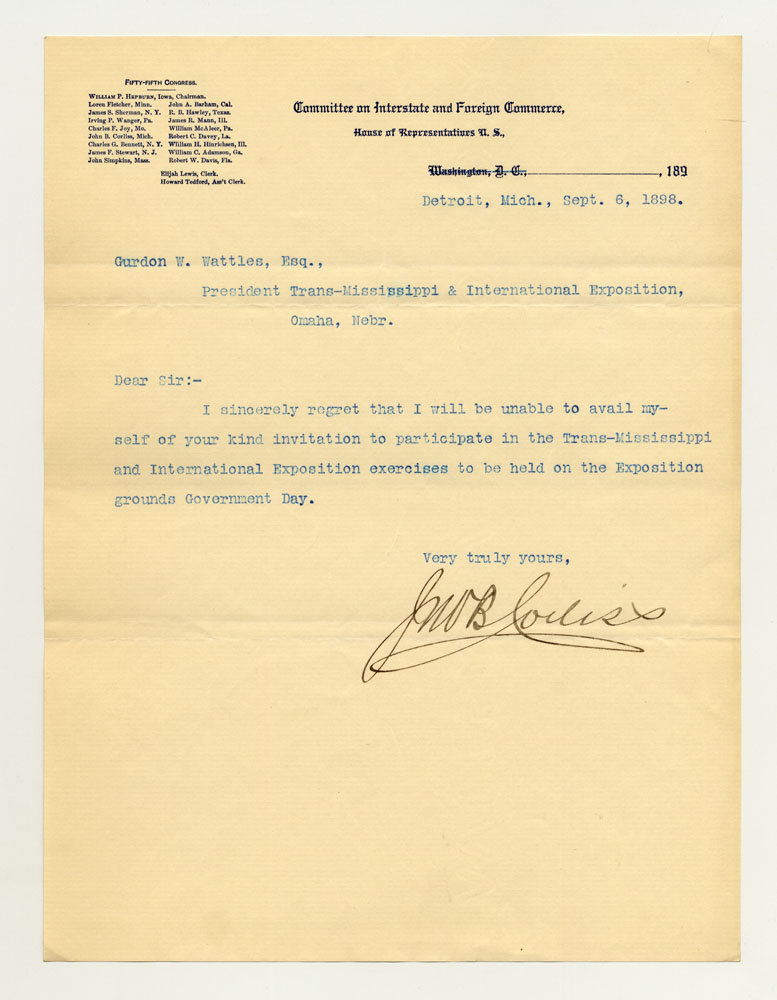 FIFTY-FIFTH CONGRESS.
WILLIAM P. HEPBURN, Iowa, Chairman.
Loren Fletcher, Minn. John A. Barham, Cal.
James S. Sherman, N. Y. R. B. Hawley, Texas.
Irving P. Wanger, Pa. James R. Mann, Ill.
Charles F. Joy, Mo. William McAleer, Pa.
John B. Corliss, Mich. Robert C. Davey, La.
Charles G. Bennett, N. Y. William H. Hinrichsen, Ill.
James F. Stewart, N. J. William C. Adamson, Ga.
John Simpkins, Mass. Robert W. Davis, Fla.
Elijah Lewis, Clerk.
Howard Tedford, Ass't Clerk.
Committee on Interstate and Foreign Commerce,
House of Representatives U. S.,
Washington, D. C., , 189
Detroit, Mich., Sept. 6, 1898.
Gurdon W. Wattles, Esq.,
President Trans-Mississippi & International Exposition,
Omaha, Nebr.
Dear Sir:-
I sincerely regret that I will be unable to avail my-
self of your kind invitation to participate in the Trans-Mississippi
and International Exposition exercises to be held on the Exposition
grounds Government Day.
Very truly yours,
Jno B Corliss